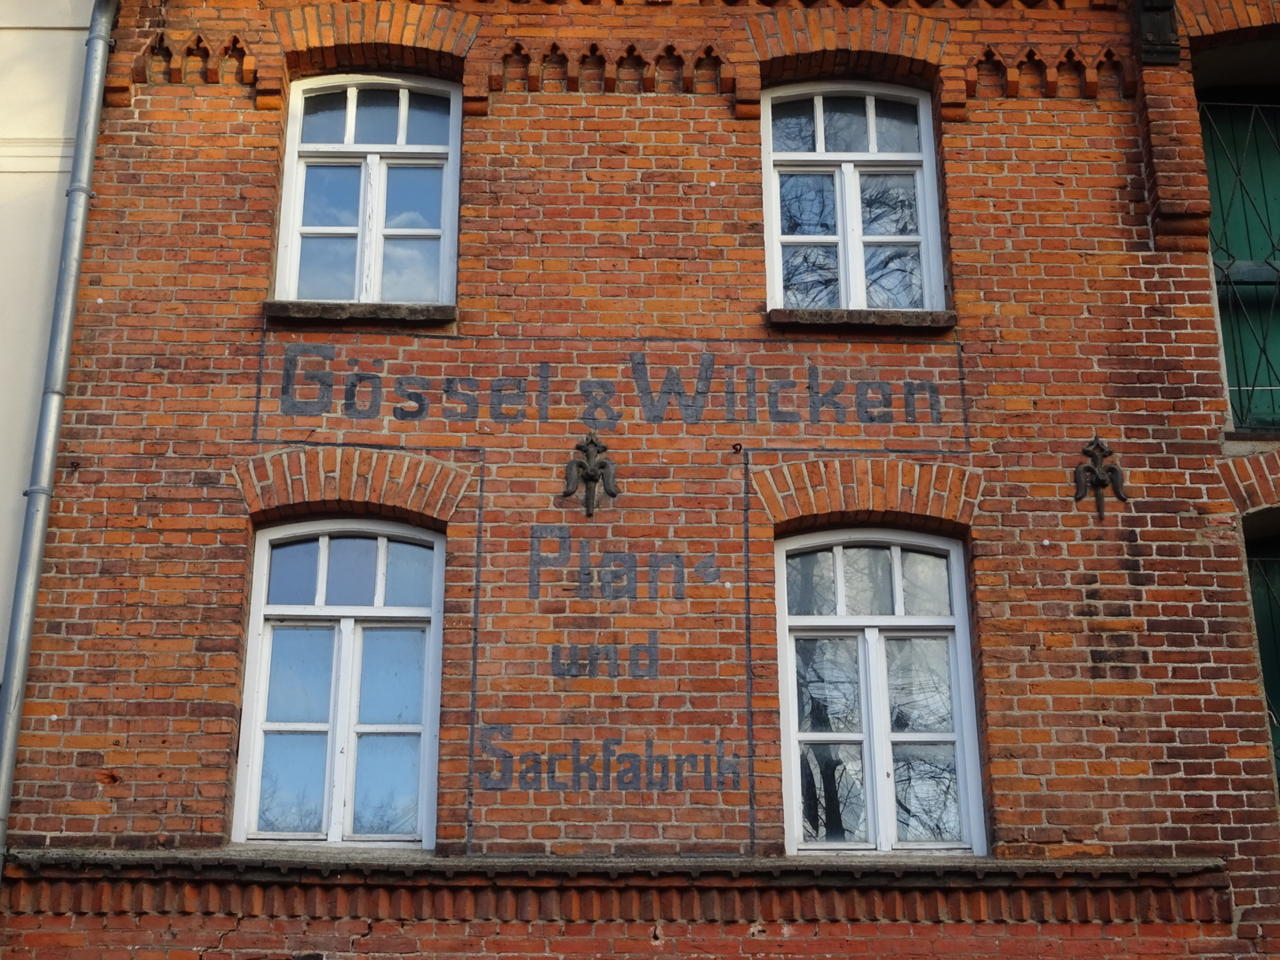 Gössel & Wilcken
Plan-
und
Sackfabrik